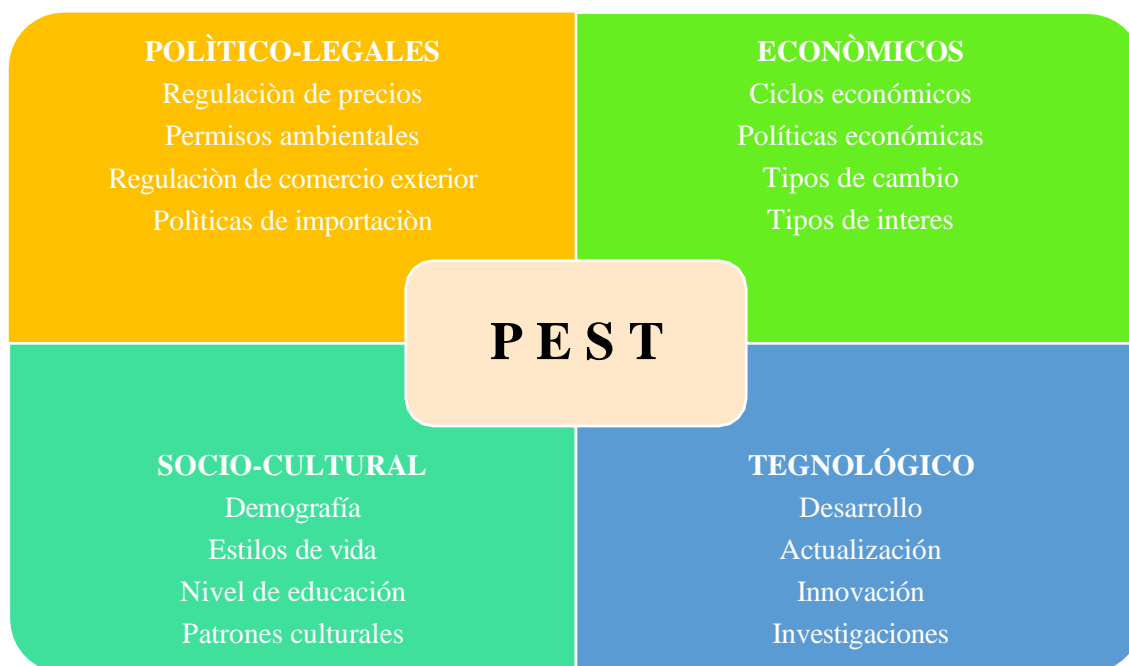 POLÌTICO-LEGALES
Regulaciòn de precios
Permisos ambientales
Regulaciòn de comercio exterior
Polìticas de importaciòn
ECONÒMICOS
Ciclos económicos
Políticas económicas
Tipos de cambio
Tipos de interes
P E S T
SOCIO-CULTURAL
Demografía
Estilos de vida
Nivel de educación
Patrones culturales
TEGNOLÓGICO
Desarrollo
Actualización
Innovación
Investigaciones